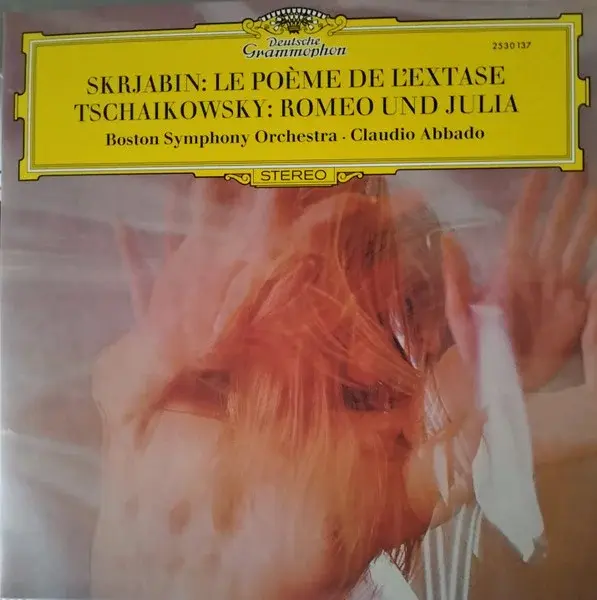 Deutsche
Grammophon
2530 137
SKRJABIN: LE POÈME DE L'EXTASE
TSCHAIKOWSKY: ROMEO UND JULIA
Boston Symphony Orchestra · Claudio Abbado
STEREO